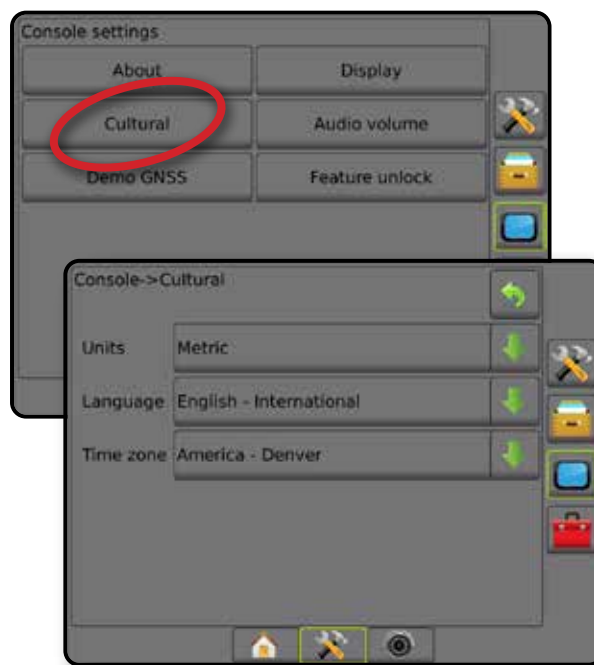 Console settings
About Display
Cultural Audio volume
Demo GNSS Feature unlock
Console->Cultural
Units Metric
Language English - International
Time zone America - Denver